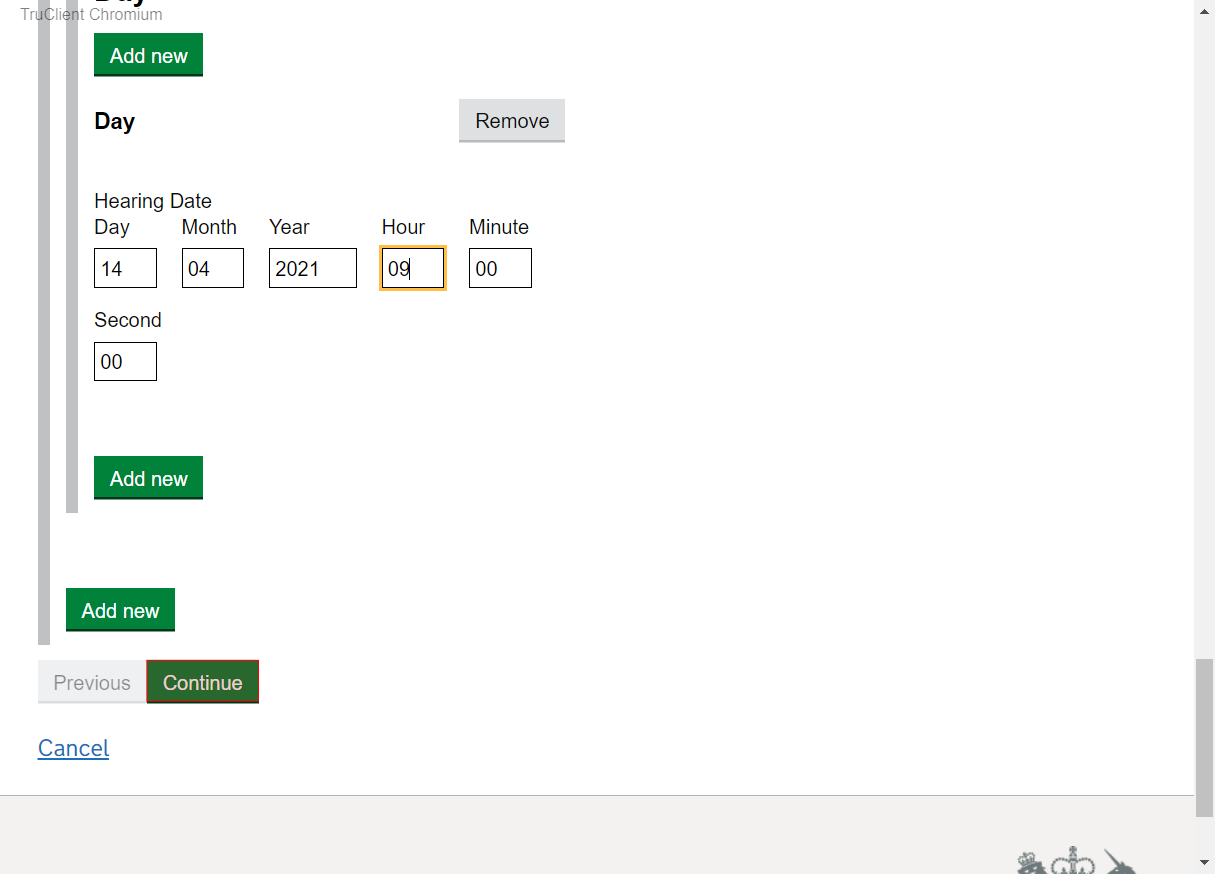 Day
TruClient Chromium
Add new
Day Remove
Hearing Date
Day Month Year Hour Minute
14 04 2021 09 00
Second
00
Add new
Add new
Previous Continue
Cancel